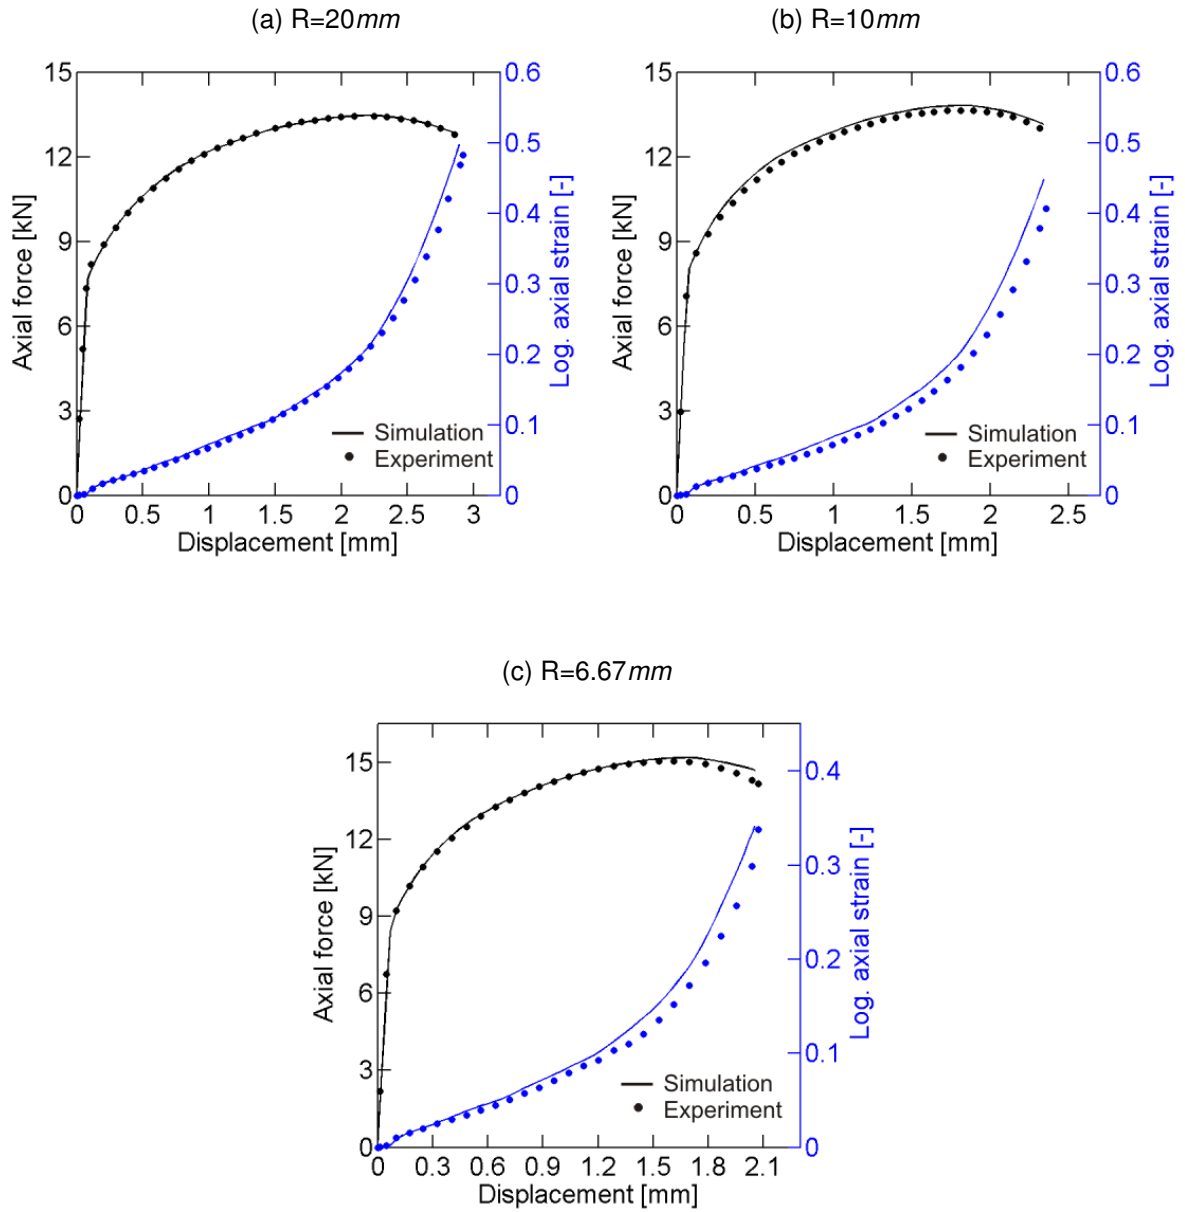 (a) R=20mm
15
12
9
6
3
0
Axial force [kN]
0 0.5 1 1.5 2 2.5 3
Displacement [mm]
0.6
0.5
0.4
0.3
0.2
0.1
0
Log. axial strain [-]
Simulation
Experiment
(b) R=10mm
15
12
9
6
3
0
Axial force [kN]
0 0.5 1 1.5 2 2.5
Displacement [mm]
0.6
0.5
0.4
0.3
0.2
0.1
0
Log. axial strain [-]
Simulation
Experiment
(c) R=6.67mm
15
12
9
6
3
0
Axial force [kN]
0 0.3 0.6 0.9 1.2 1.5 1.8 2.1
Displacement [mm]
0.4
0.3
0.2
0.1
0
Log. axial strain [-]
Simulation
Experiment